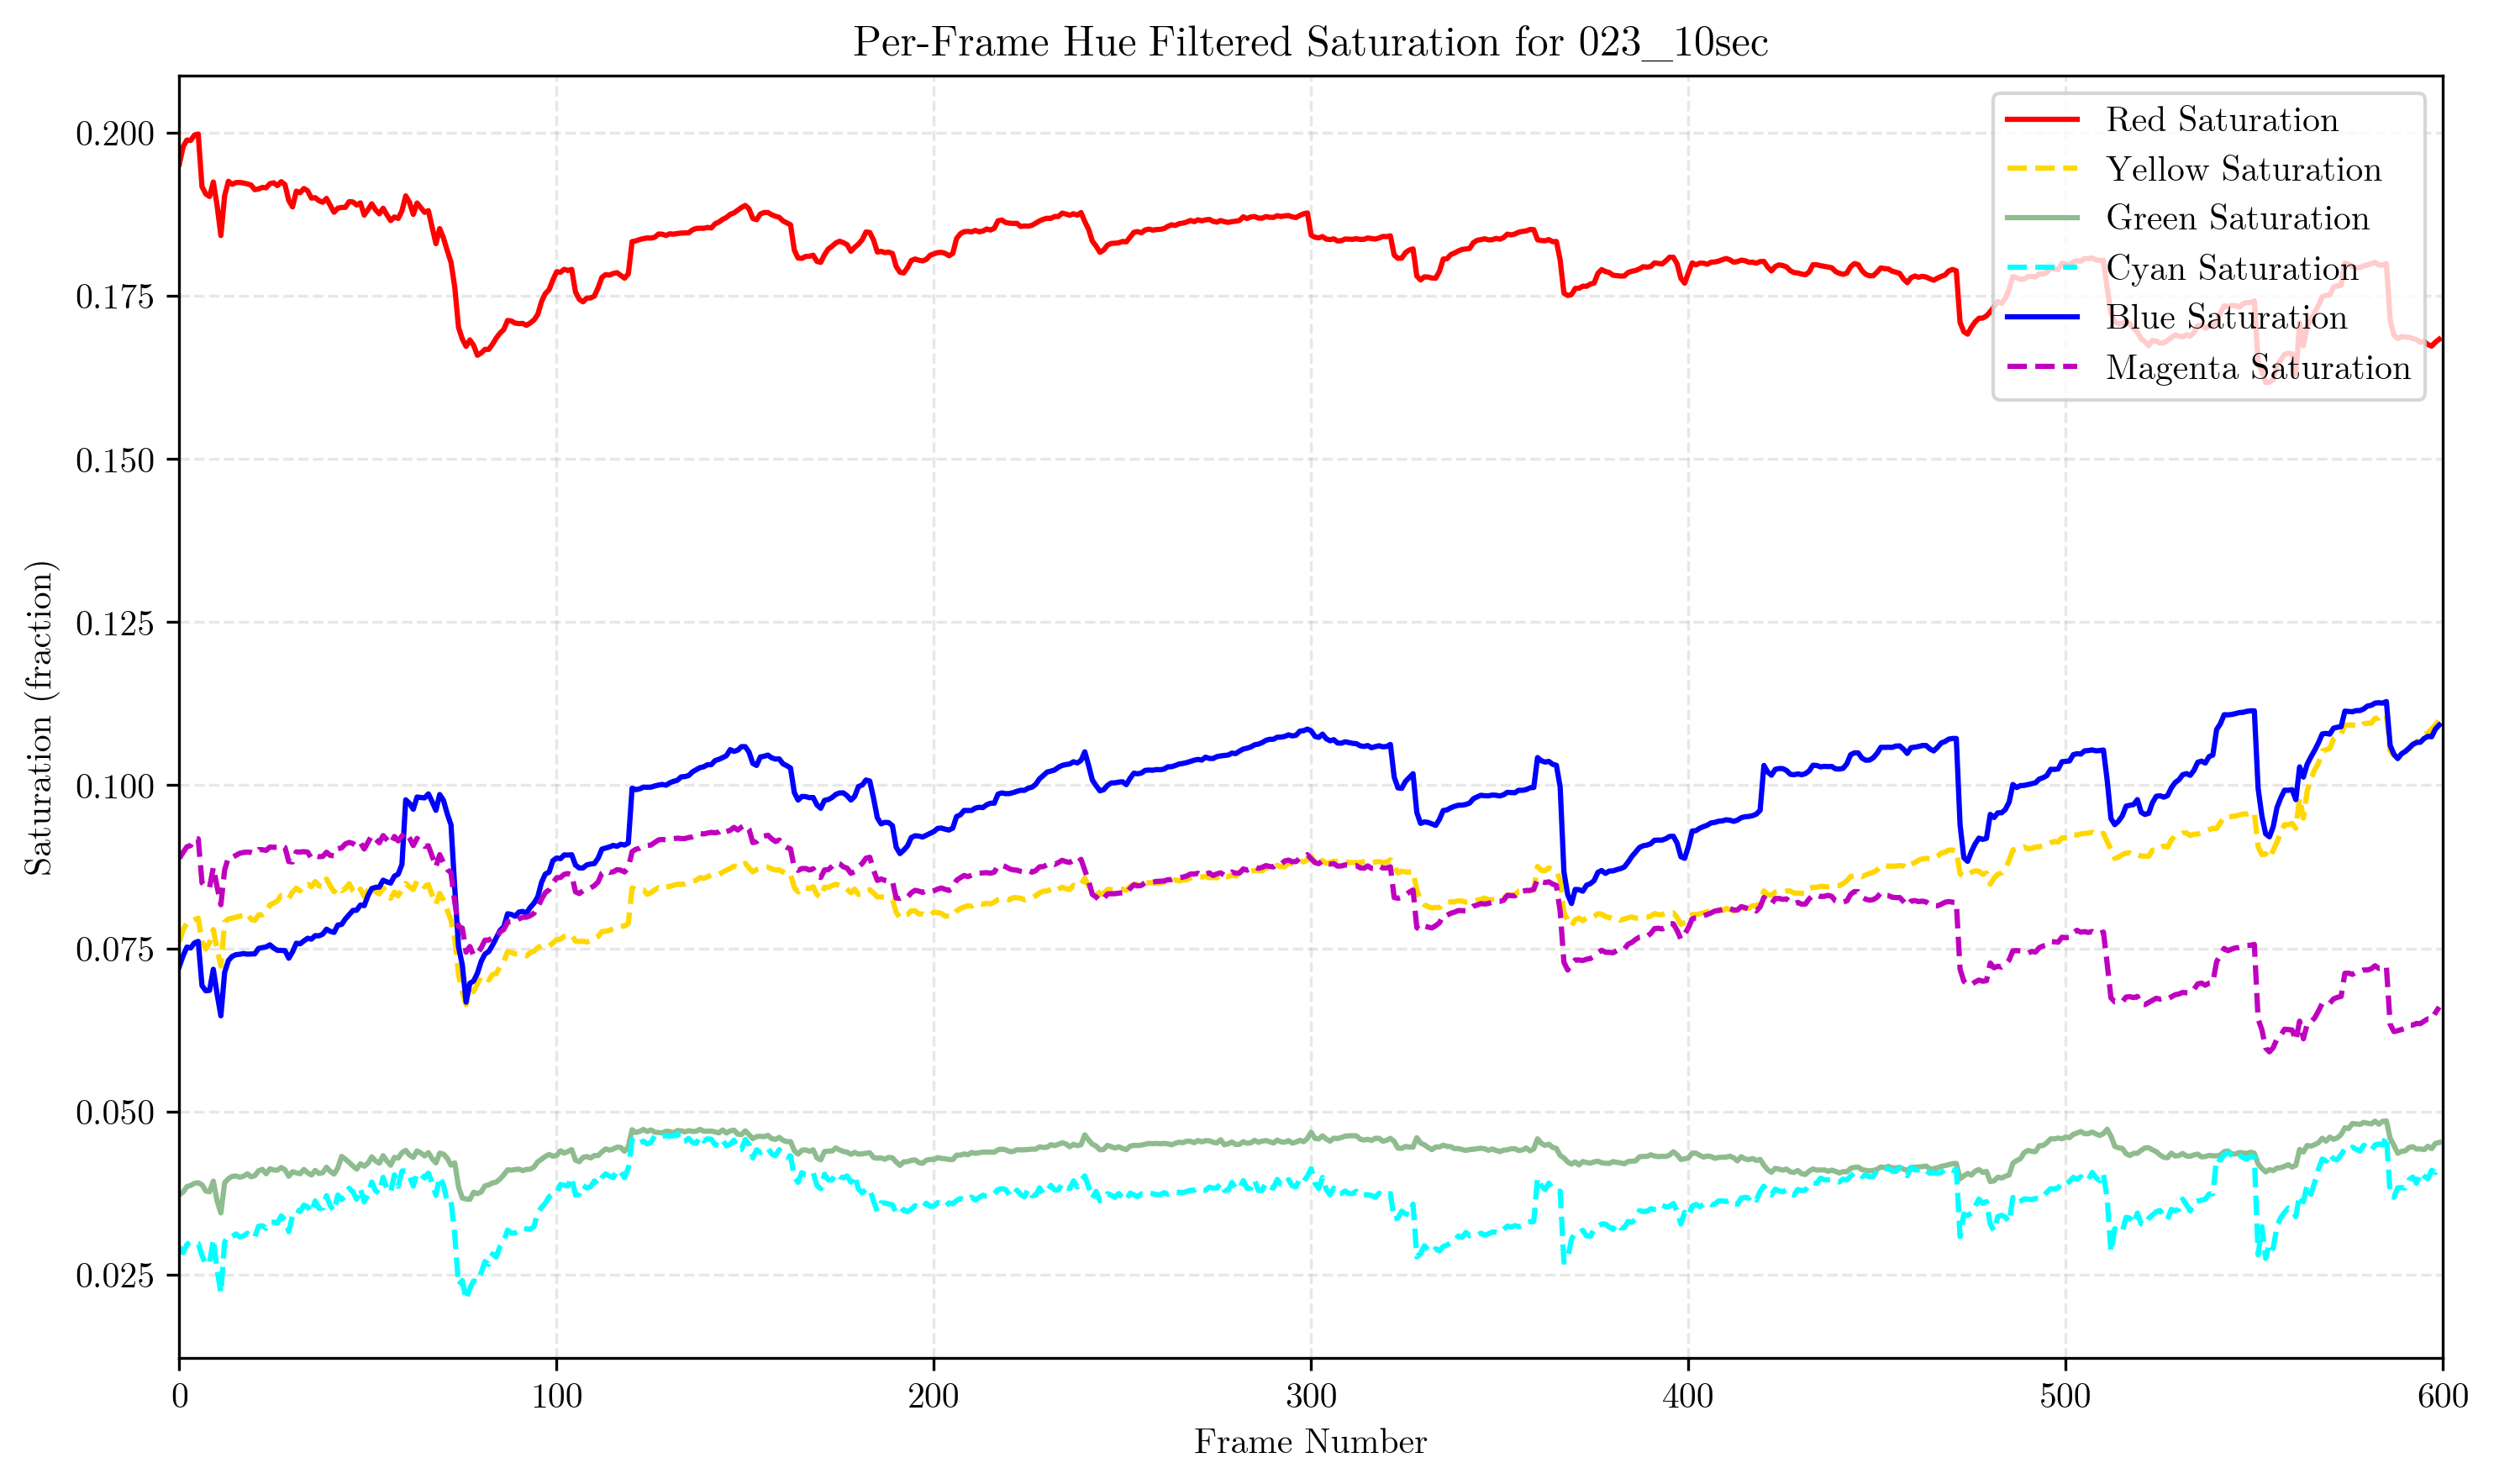 Per-Frame Hue Filtered Saturation for 023__10sec
Red Saturation
Yellow Saturation
Green Saturation
Cyan Saturation
Blue Saturation
Magenta Saturation
0.200
0.175
0.150
0.125
0.100
0.075
0.050
0.025
Saturation (fraction)
0 100 200 300 400 500 600
Frame Number